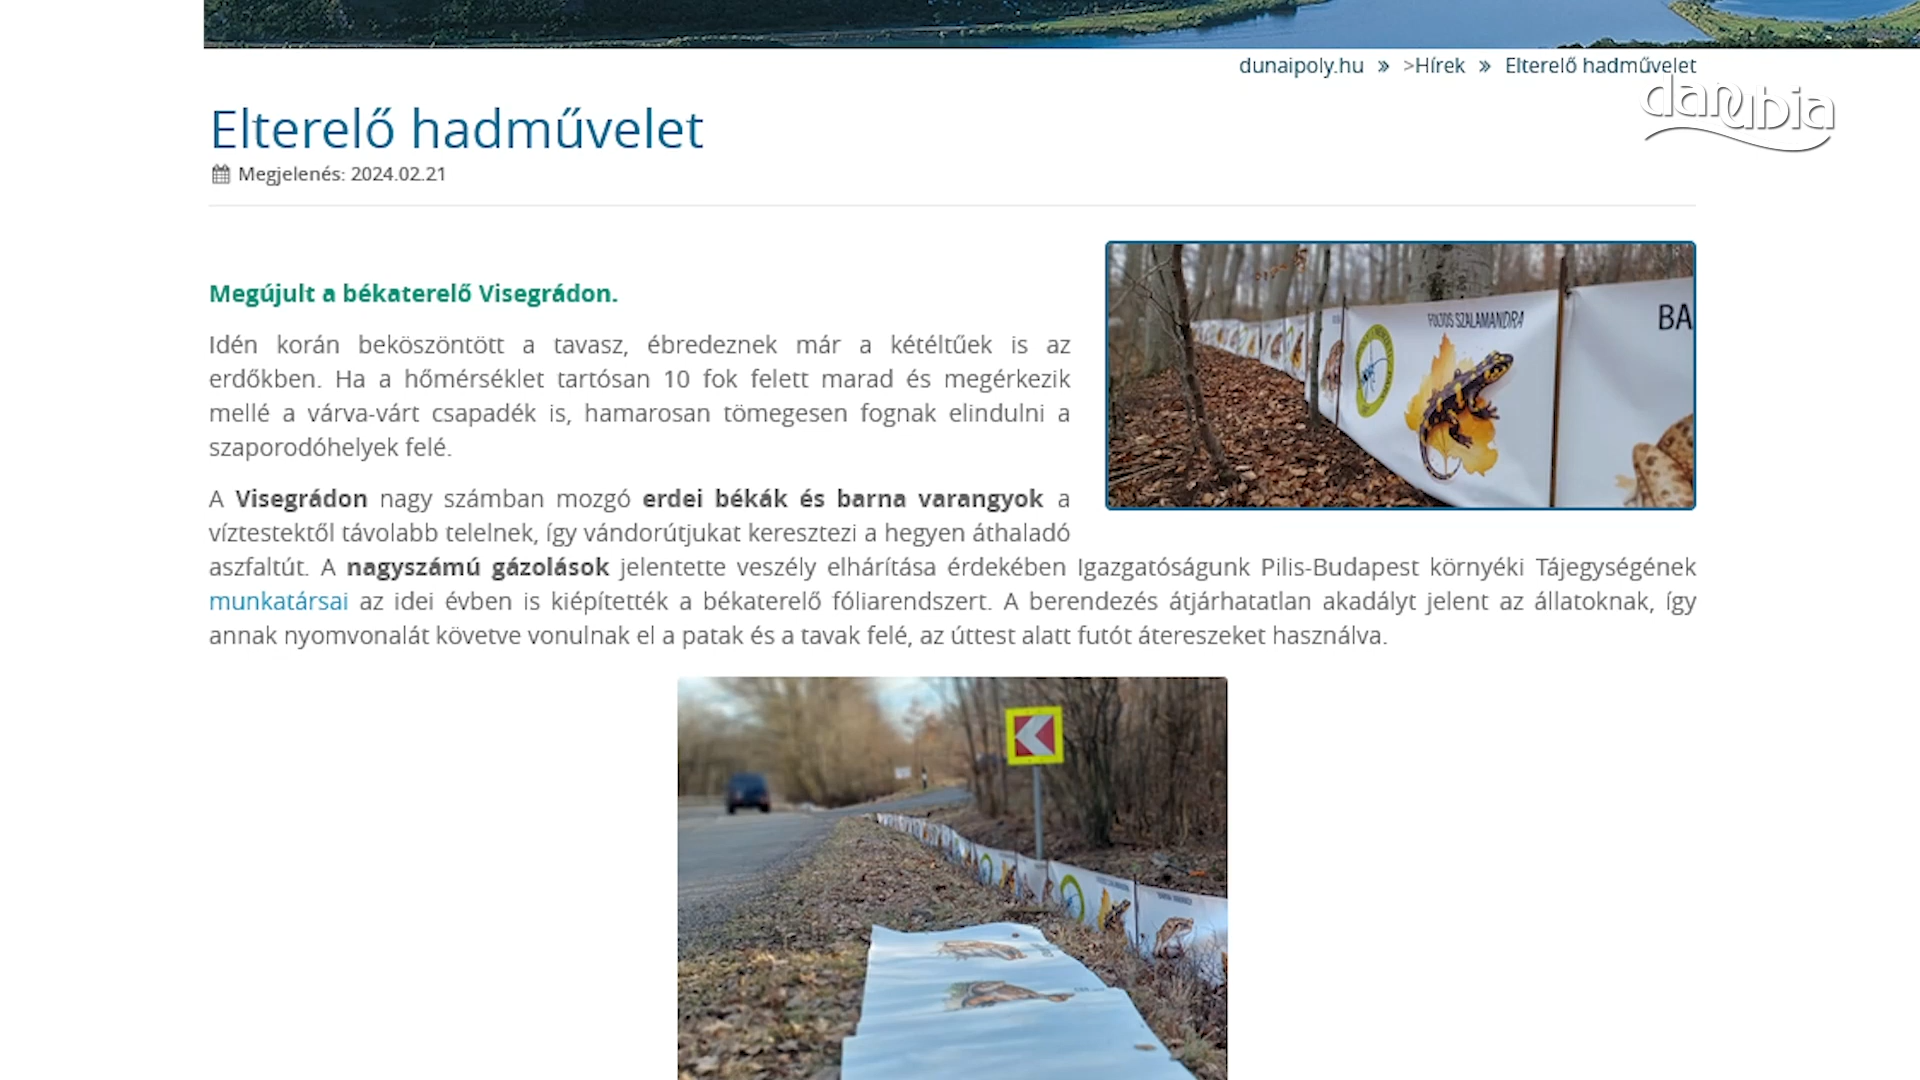 dunaipoly.hu » >Hírek » Elterelő hadművelet
danubia
Elterelő hadművelet
Megjelenés: 2024.02.21
Megújult a békaterelő Visegrádon.
Idén korán beköszöntött a tavasz, ébredeznek már a kétéltűek is az
erdőkben. Ha a hőmérséklet tartósan 10 fok felett marad és megérkezik
mellé a várva-várt csapadék is, hamarosan tömegesen fognak elindulni a
szaporodóhelyek felé.
FOLTOS SZALAMANDRA
BA
A Visegrádon nagy számban mozgó erdei békák és barna varangyok a
víztestektől távolabb telelnek, így vándorútjukat keresztezi a hegyen áthaladó
aszfaltút. A nagyszámú gázolások jelentette veszély elhárítása érdekében Igazgatóságunk Pilis-Budapest környéki Tájegységének
munkatársai az idei évben is kiépítették a békaterelő fóliarendszert. A berendezés átjárhatatlan akadályt jelent az állatoknak, így
annak nyomvonalát követve vonulnak el a patak és a tavak felé, az úttest alatt futót átereszeket használva.